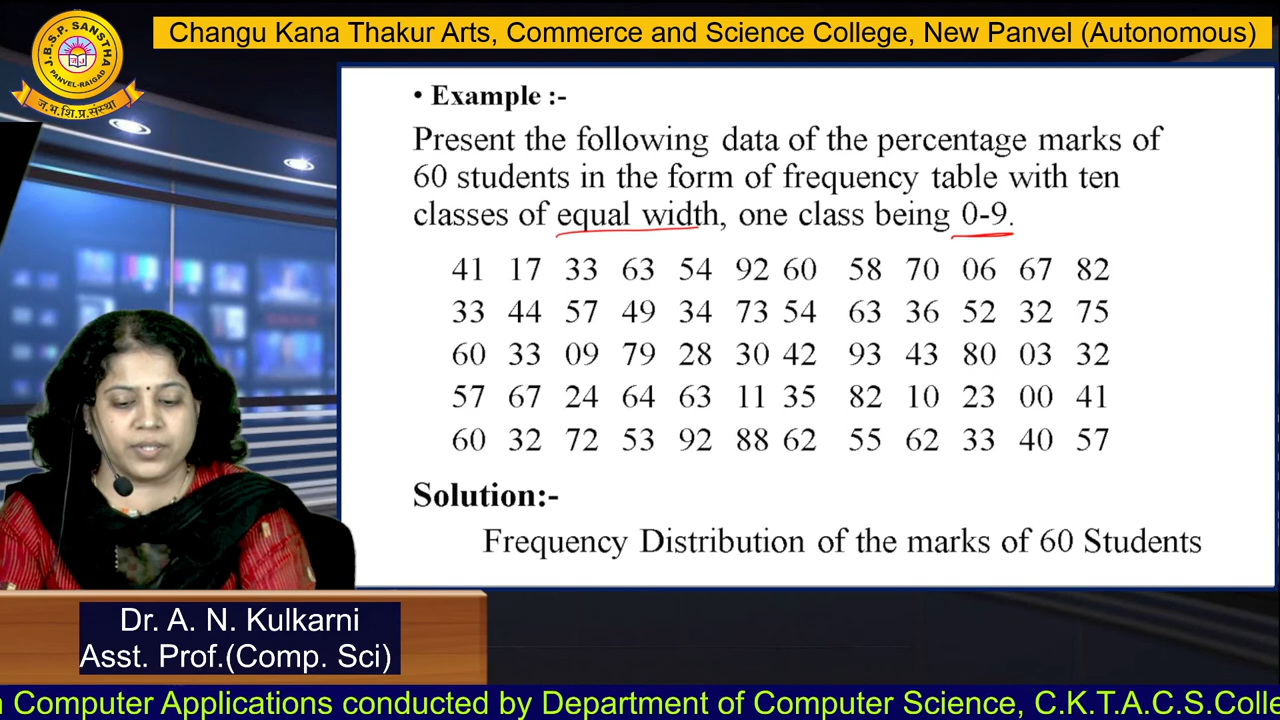 Changu Kana Thakur Arts, Commerce and Science College, New Panvel (Autonomous)
J.B.S.P. SANSTHA
PANVEL-RAIGAD
ज.भ.शि.प्र.संस्था
• Example :-
Present the following data of the percentage marks of
60 students in the form of frequency table with ten
classes of equal width, one class being 0-9.
41 17 33 63 54 92 60 58 70 06 67 82
33 44 57 49 34 73 54 63 36 52 32 75
60 33 09 79 28 30 42 93 43 80 03 32
57 67 24 64 63 11 35 82 10 23 00 41
60 32 72 53 92 88 62 55 62 33 40 57
Solution:-
Frequency Distribution of the marks of 60 Students
Dr. A. N. Kulkarni
Asst. Prof.(Comp. Sci)
n Computer Applications conducted by Department of Computer Science, C.K.T.A.C.S.Colle